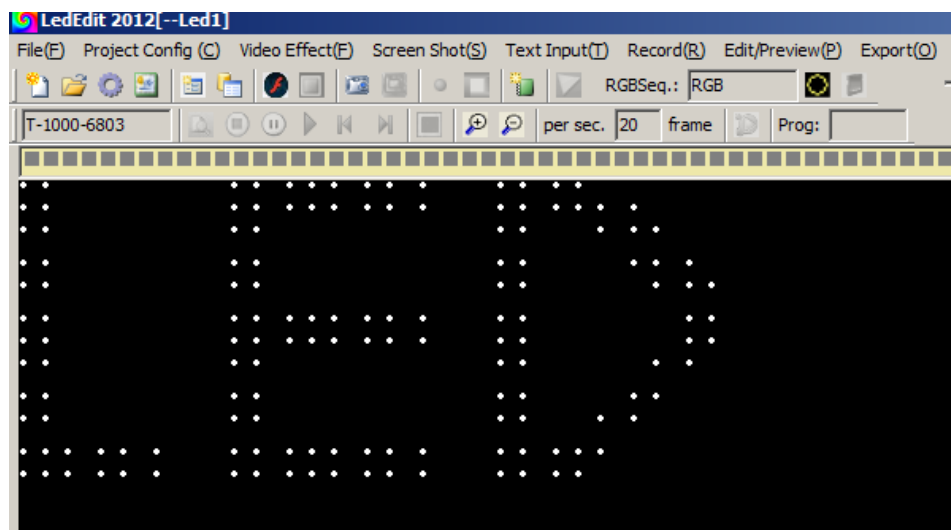 LedEdit 2012[--Led1]
File(F) Project Config (C) Video Effect(F) Screen Shot(S) Text Input(T) Record(R) Edit/Preview(P) Export(O)
RGBSeq.: RGB
T-1000-6803 per sec. 20 frame Prog:
LED